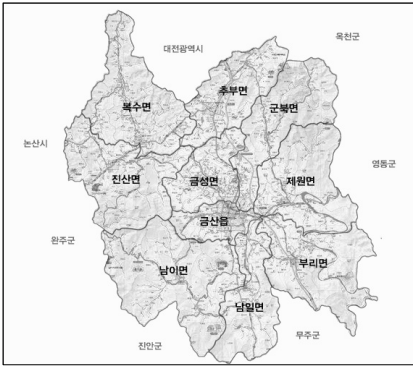 옥천군
대전광역시
추부면
복수면
군북면
논산시
영동군
진산면
금성면
제원면
금산읍
완주군
부리면
남이면
남일면
무주군
진안군